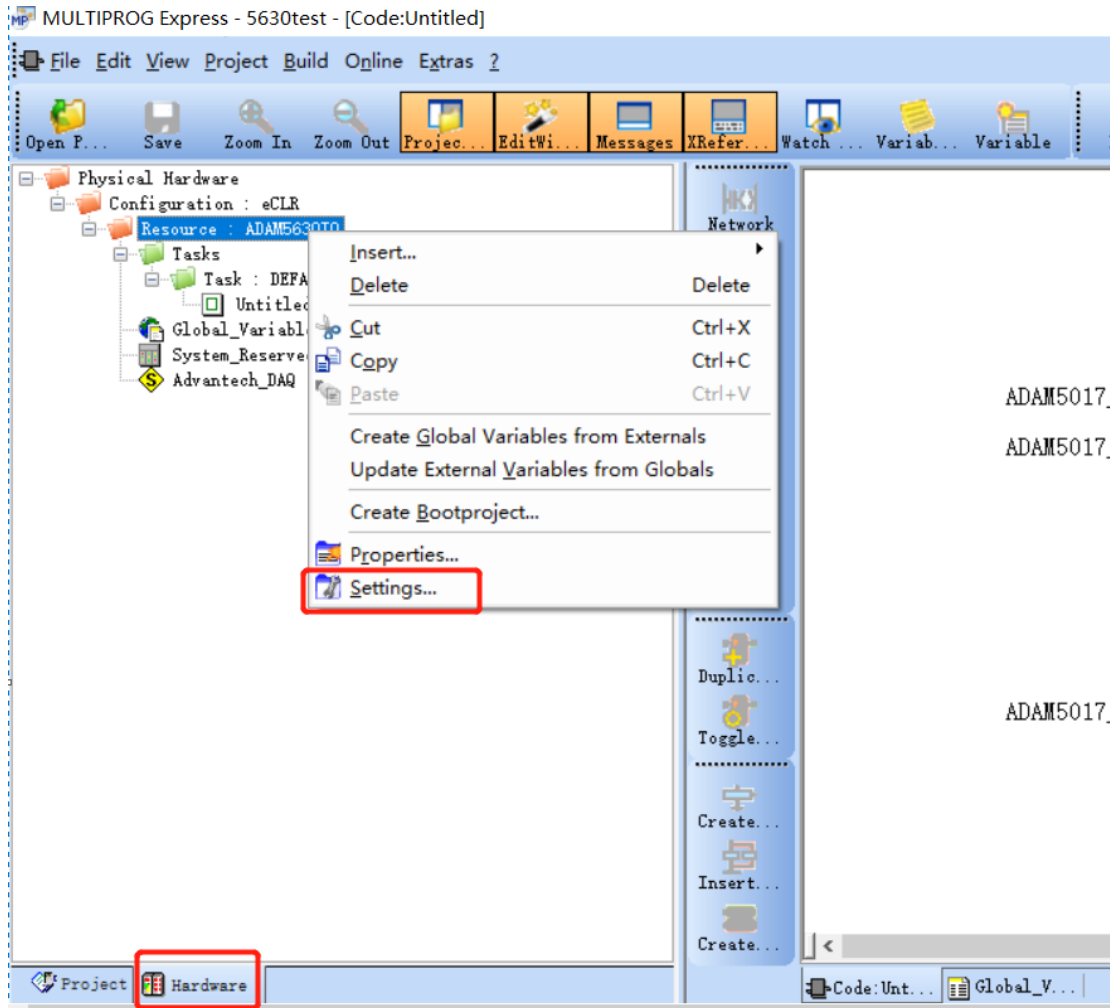 MULTIPROG Express - 5630test - [Code:Untitled]
File Edit View Project Build Online Extras ?
Open P... Save Zoom In Zoom Out Projec... EditWi... Messages XRefer... Watch ... Variab... Variable
Physical Hardware
Configuration : eCLR
Resource : ADAM5630TO
Tasks
Task : DEFA
Untitled
Global_Variabl
System_Reserve
Advantech_DAQ
Network
Insert...
Delete Delete
Cut Ctrl+X
Copy Ctrl+C
Paste Ctrl+V
Create Global Variables from Externals
Update External Variables from Globals
Create Bootproject...
Properties...
Settings...
ADAM5017_
ADAM5017_
ADAM5017_
Duplic...
Toggle...
Create...
Insert...
Create...
Project Hardware
Code:Unt... Global_V...